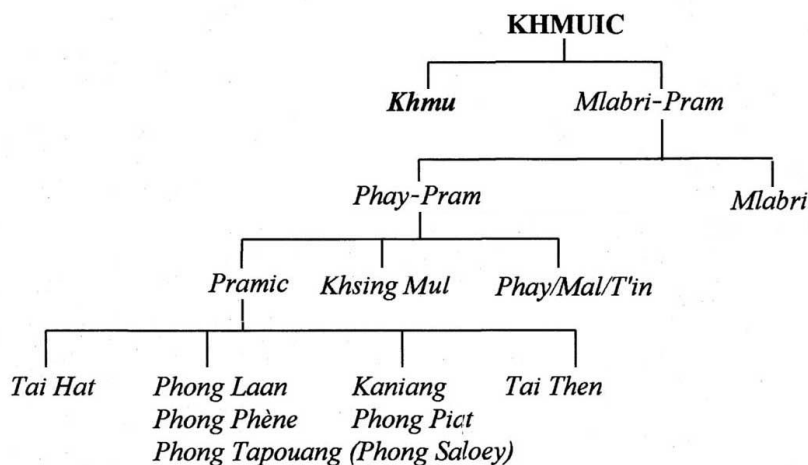 KHMUIC
Khmu Mlabri-Pram
Phay-Pram Mlabri
Pramic Khsing Mul Phay/Mal/T'in
Tai Hat Phong Laan Kaniang Tai Then
Phong Phène Phong Piat
Phong Tapouang (Phong Saloey)